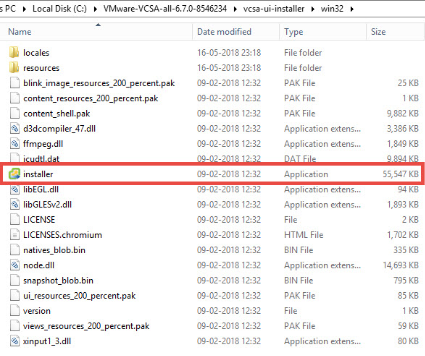 s PC ▸ Local Disk (C:) ▸ VMware-VCSA-all-6.7.0-8546234 ▸ vcsa-ui-installer ▸ win32 ▸
Name Date modified Type Size
locales 16-05-2018 23:18 File folder
resources 16-05-2018 23:18 File folder
blink_image_resources_200_percent.pak 09-02-2018 12:32 PAK File 25 KB
content_resources_200_percent.pak 09-02-2018 12:32 PAK File 1 KB
content_shell.pak 09-02-2018 12:32 PAK File 9,882 KB
d3dcompiler_47.dll 09-02-2018 12:32 Application extens... 3,386 KB
ffmpeg.dll 09-02-2018 12:32 Application extens... 1,849 KB
icudtl.dat 09-02-2018 12:32 DAT File 9,894 KB
installer 09-02-2018 12:32 Application 55,547 KB
libEGL.dll 09-02-2018 12:32 Application extens... 94 KB
libGLESv2.dll 09-02-2018 12:32 Application extens... 1,893 KB
LICENSE 09-02-2018 12:32 File 2 KB
LICENSES.chromium 09-02-2018 12:32 HTML File 1,702 KB
natives_blob.bin 09-02-2018 12:32 BIN File 335 KB
node.dll 09-02-2018 12:32 Application extens... 14,693 KB
snapshot_blob.bin 09-02-2018 12:32 BIN File 795 KB
ui_resources_200_percent.pak 09-02-2018 12:32 PAK File 85 KB
version 09-02-2018 12:32 File 1 KB
views_resources_200_percent.pak 09-02-2018 12:32 PAK File 59 KB
xinput1_3.dll 09-02-2018 12:32 Application extens... 80 KB